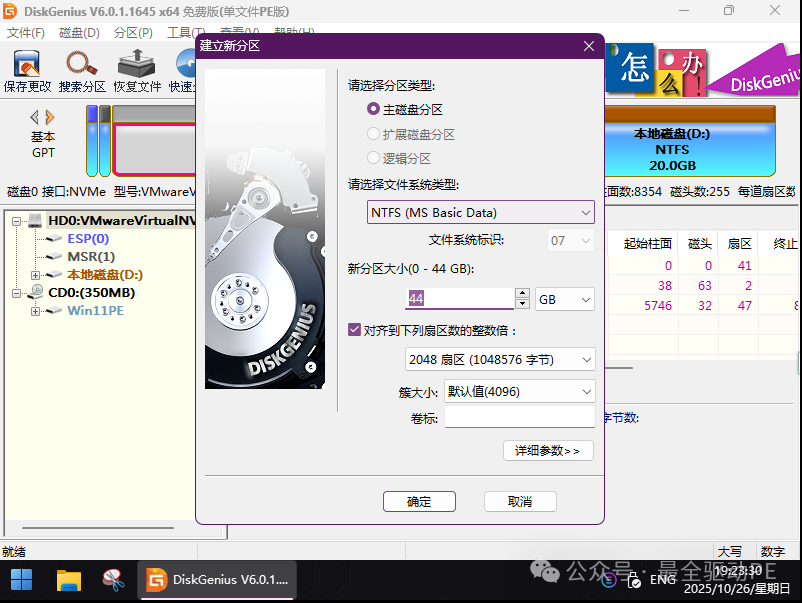 DiskGenius V6.0.1.1645 x64 免费版(单文件PE版)
文件(F) 磁盘(D) 分区(P) 工具(T) 查看(V) 帮助(H)
保存更改 搜索分区 恢复文件 快速分
怎 么 办 ! DiskGeniu
基本
GPT
本地磁盘(D:)
NTFS
20.0GB
磁盘0 接口:NVMe 型号:VMwareV
柱面数:8354 磁头数:255 每道扇区数
HD0:VMwareVirtualNV
ESP(0)
MSR(1)
本地磁盘(D:)
CD0:(350MB)
Win11PE
建立新分区
请选择分区类型:
主磁盘分区
扩展磁盘分区
逻辑分区
请选择文件系统类型:
NTFS (MS Basic Data)
文件系统标识: 07
新分区大小(0 - 44 GB):
44 GB
对齐到下列扇区数的整数倍：
2048 扇区 (1048576 字节)
簇大小: 默认值(4096)
卷标:
详细参数>>
确定 取消
DISKGENIUS
起始柱面 磁头 扇区 终止
0 0 41
38 63 2
5746 32 47 8
字节数:
就绪 大写 数字
DiskGenius V6.0.1....
公众号 · 最全驱动PE
ENG
19:23:30
2025/10/26/星期日